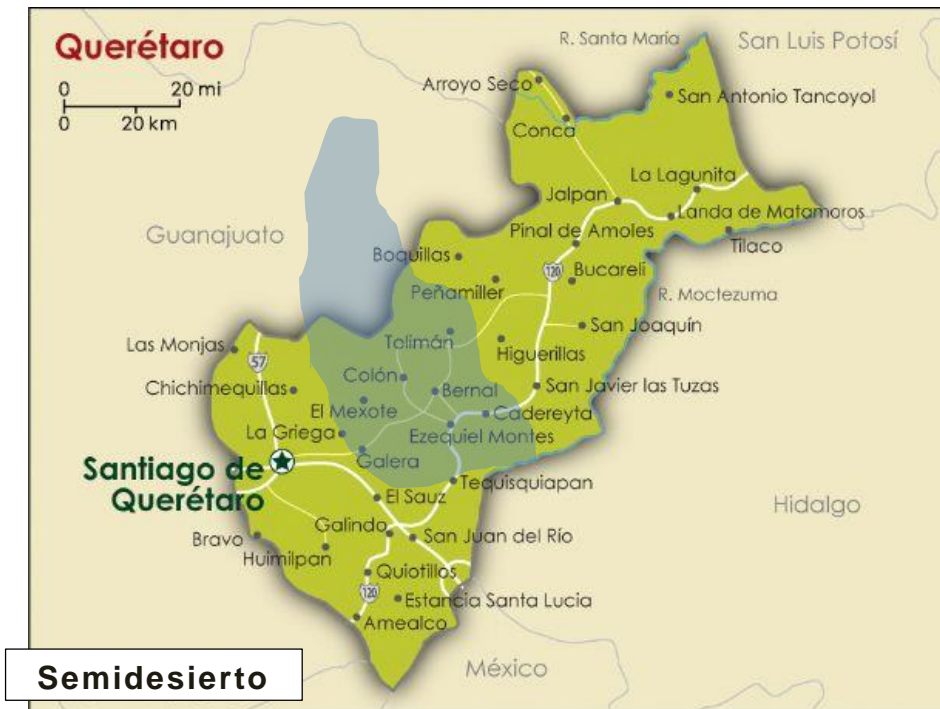 Querétaro
0 20 mi
0 20 km
R. Santa María
San Luis Potosí
Arroyo Seco
San Antonio Tancoyol
Conca
La Lagunita
Jalpan
Landa de Matamoros
Guanajuato
Pinal de Amoles
Tilaco
Boquillas
120
Bucareli
Peñamiller
R. Moctezuma
San Joaquín
Tolimán
Las Monjas
Higuerillas
57
Colón
San Javier las Tuzas
Chichimequillas
Bernal
El Mexote
Cadereyta
La Griega
Ezequiel Montes
Galera
Santiago de
Querétaro
Tequisquiapan
El Sauz
Hidalgo
Galindo
San Juan del Río
Bravo
Huimilpan
Quiotillos
120
Estancia Santa Lucia
Amealco
México
Semidesierto